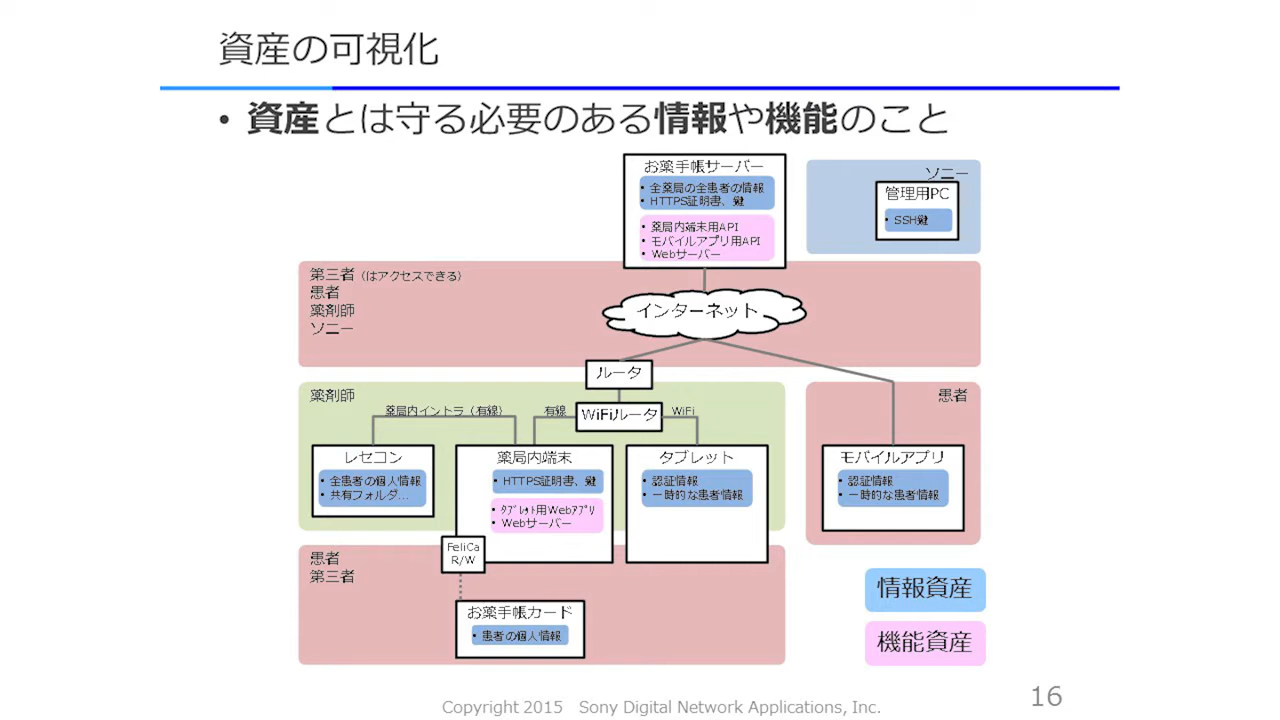 資産の可視化
• 資産とは守る必要のある情報や機能のこと
お薬手帳サーバー
• 全薬局の全患者の情報
• HTTPS証明書、鍵
• 薬局内端末用API
• モバイルアプリ用API
• Webサーバー
ソニー
管理用PC
• SSH鍵
第三者（はアクセスできる）
患者
薬剤師
ソニー
インターネット
ルータ
薬剤師
薬局内イントラ（有線）
有線
WiFiルータ
WiFi
レセコン
• 全患者の個人情報
• 共有フォルダ…
薬局内端末
• HTTPS証明書、鍵
• ﾀﾌﾞﾚｯﾄ用Webアプリ
• Webサーバー
タブレット
• 認証情報
• 一時的な患者情報
患者
モバイルアプリ
• 認証情報
• 一時的な患者情報
FeliCa
R/W
患者
第三者
お薬手帳カード
• 患者の個人情報
情報資産
機能資産
Copyright 2015 Sony Digital Network Applications, Inc.
16